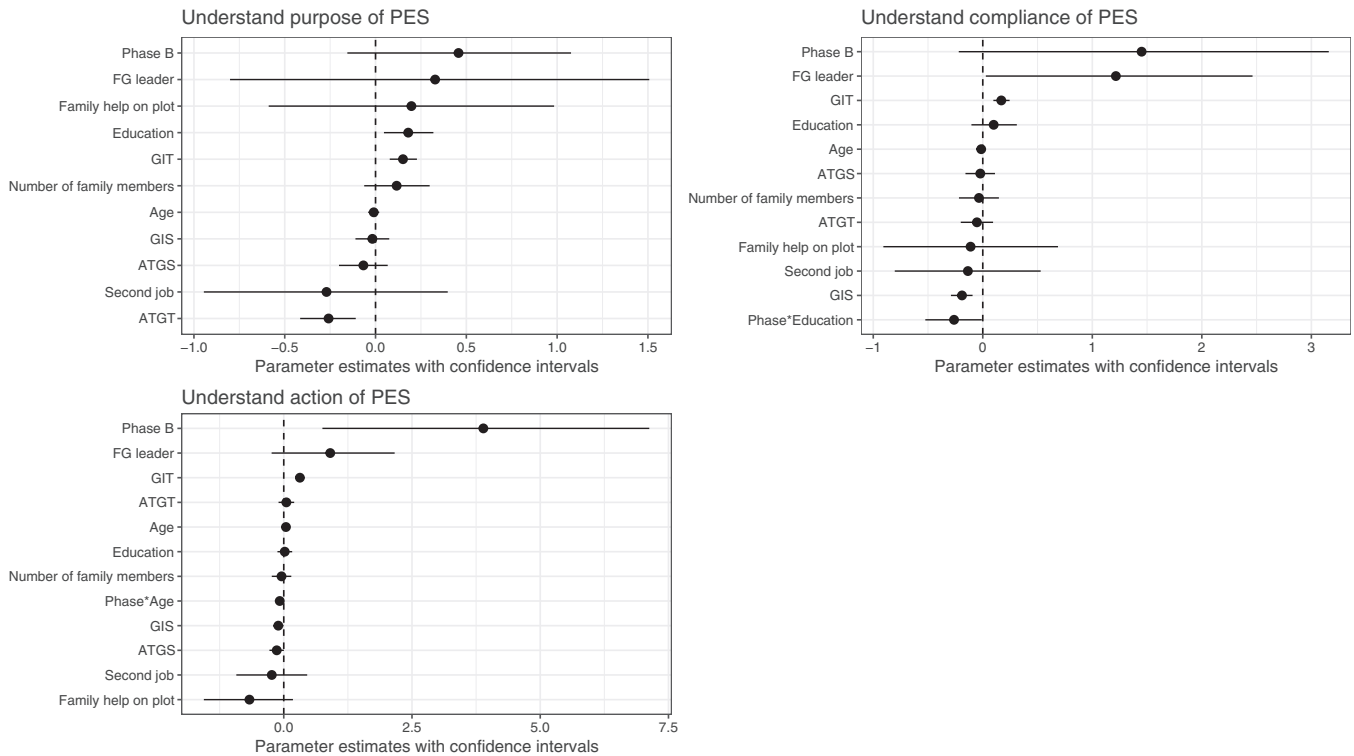 Understand purpose of PES
Phase B
FG leader
Family help on plot
Education
GIT
Number of family members
Age
GIS
ATGS
Second job
ATGT
−1.0 −0.5 0.0 0.5 1.0 1.5
Parameter estimates with confidence intervals
Understand compliance of PES
Phase B
FG leader
GIT
Education
Age
ATGS
Number of family members
ATGT
Family help on plot
Second job
GIS
Phase*Education
−1 0 1 2 3
Parameter estimates with confidence intervals
Understand action of PES
Phase B
FG leader
GIT
ATGT
Age
Education
Number of family members
Phase*Age
GIS
ATGS
Second job
Family help on plot
0.0 2.5 5.0 7.5
Parameter estimates with confidence intervals